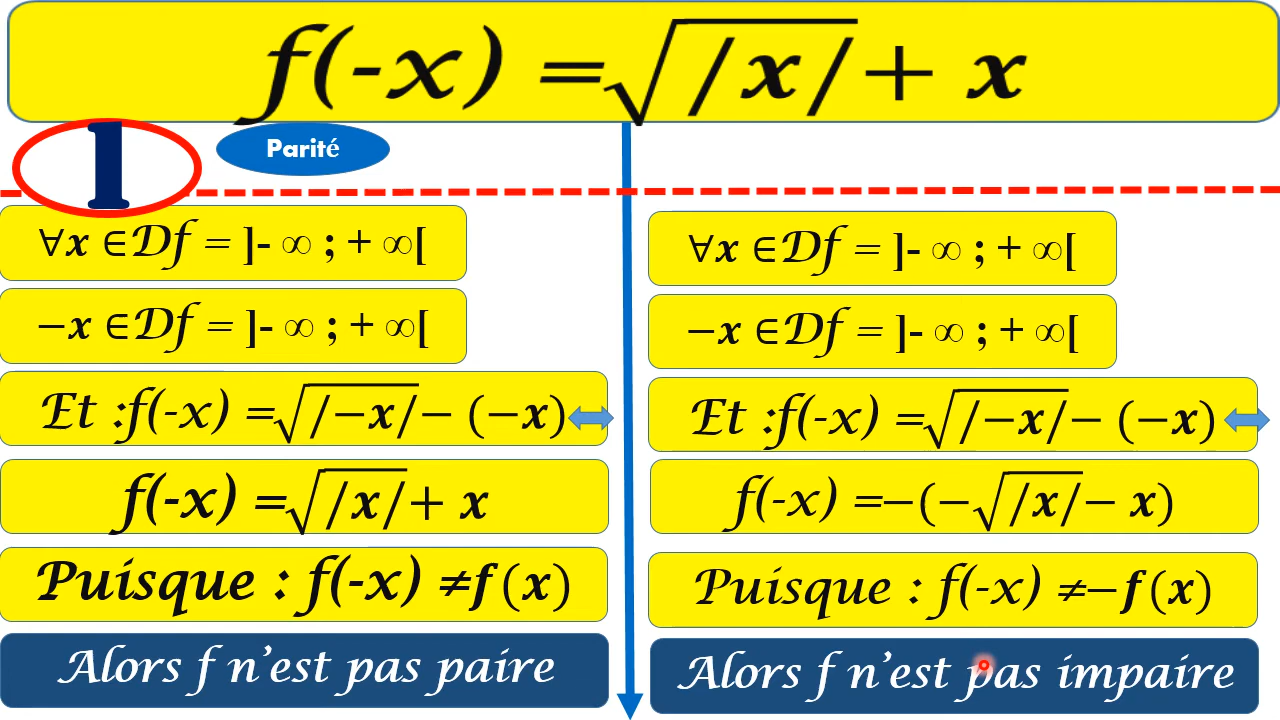 f(-x) =√/x/+ x
1
Parité
∀x ∈Df = ]- ∞ ; + ∞[
−x ∈Df = ]- ∞ ; + ∞[
Et :f(-x) =√/−x/− (−x)
f(-x) =√/x/+ x
Puisque : f(-x) ≠f(x)
Alors f n’est pas paire
∀x ∈Df = ]- ∞ ; + ∞[
−x ∈Df = ]- ∞ ; + ∞[
Et :f(-x) =√/−x/− (−x)
f(-x) =−(−√/x/− x)
Puisque : f(-x) ≠−f(x)
Alors f n’est pas impaire